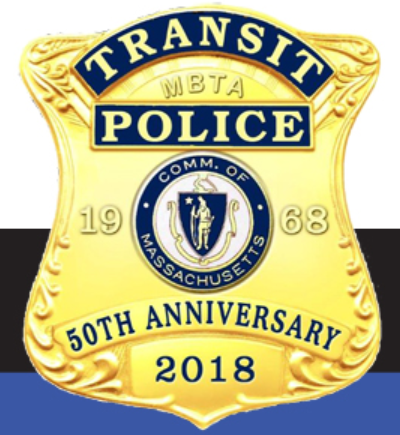 TRANSIT
MBTA
POLICE
COMM. OF
MASSACHUSETTS
19 68
50TH ANNIVERSARY
2018